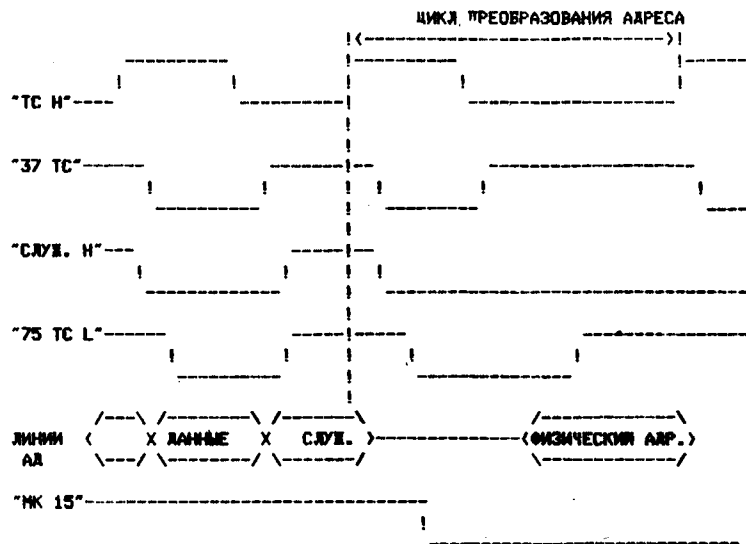 ЦИКЛ ПРЕОБРАЗОВАНИЯ АДРЕСА
"ТС Н"
"37 ТС"
"СЛУЖ. Н"
"75 ТС L"
ЛИНИИ АД
ДАННЫЕ
СЛУЖ.
ФИЗИЧЕСКИЙ АДР.
"МК 15"